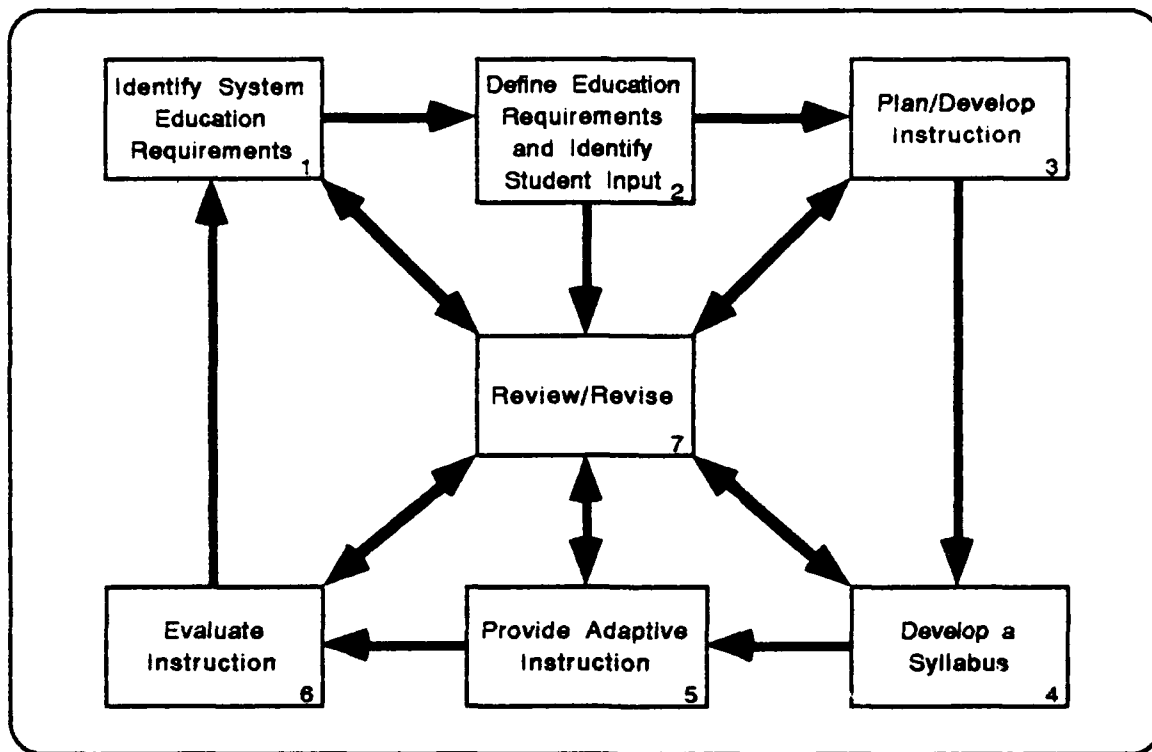 Identify System
Education
Requirements
1
Define Education
Requirements
and Identify
Student Input
2
Plan/Develop
Instruction
3
Review/Revise
7
Evaluate
Instruction
6
Provide Adaptive
Instruction
5
Develop a
Syllabus
4